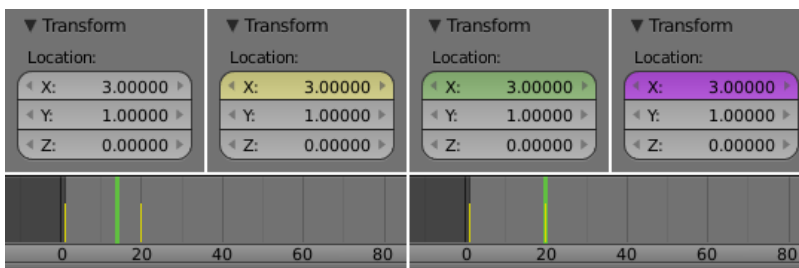 ▼ Transform ▼ Transform ▼ Transform ▼ Transform
Location: Location: Location: Location:
X: 3.00000 X: 3.00000 X: 3.00000 X: 3.00000
Y: 1.00000 Y: 1.00000 Y: 1.00000 Y: 1.00000
Z: 0.00000 Z: 0.00000 Z: 0.00000 Z: 0.00000
0 20 40 60 80 0 20 40 60 80